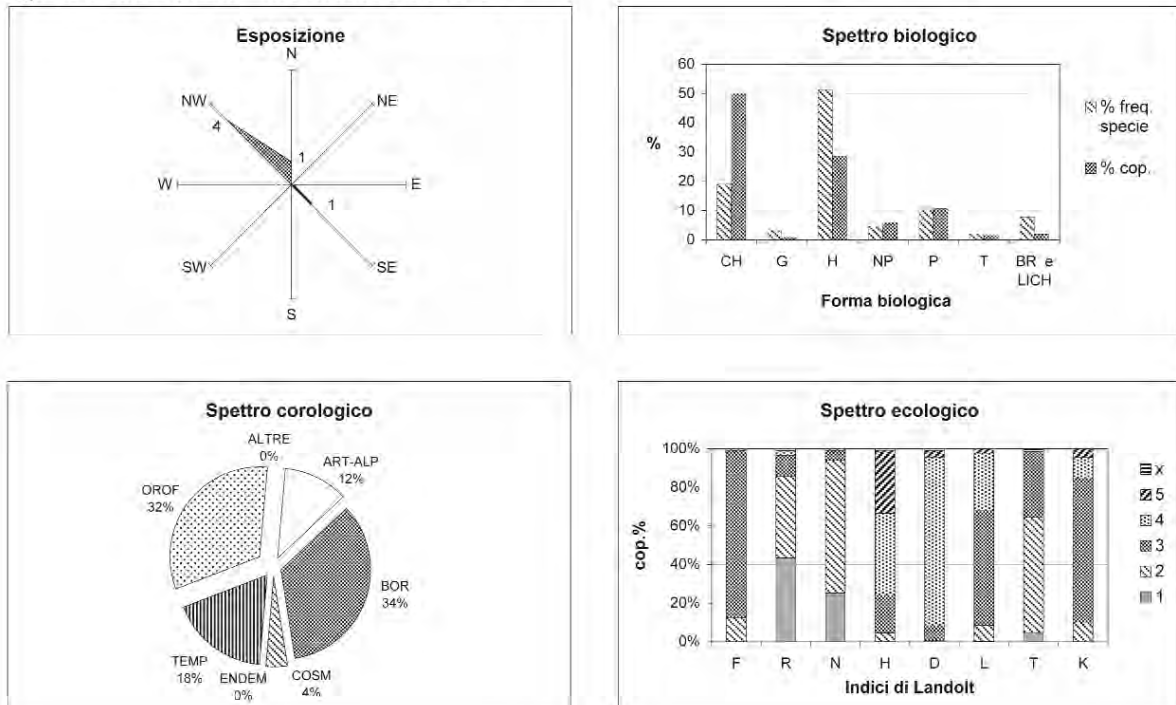 Esposizione
N
NW
NE
4
1
W
E
1
SW
SE
S
Spettro biologico
60
50
40
30
20
10
0
%
CH G H NP P T BR e
LICH
Forma biologica
% freq.
specie
% cop.
Spettro corologico
ALTRE
0%
ART-ALP
12%
OROF
32%
BOR
34%
TEMP
18%
ENDEM
0%
COSM
4%
Spettro ecologico
100%
80%
60%
40%
20%
0%
cop.%
F R N H D L T K
Indici di Landolt
x
5
4
3
2
1